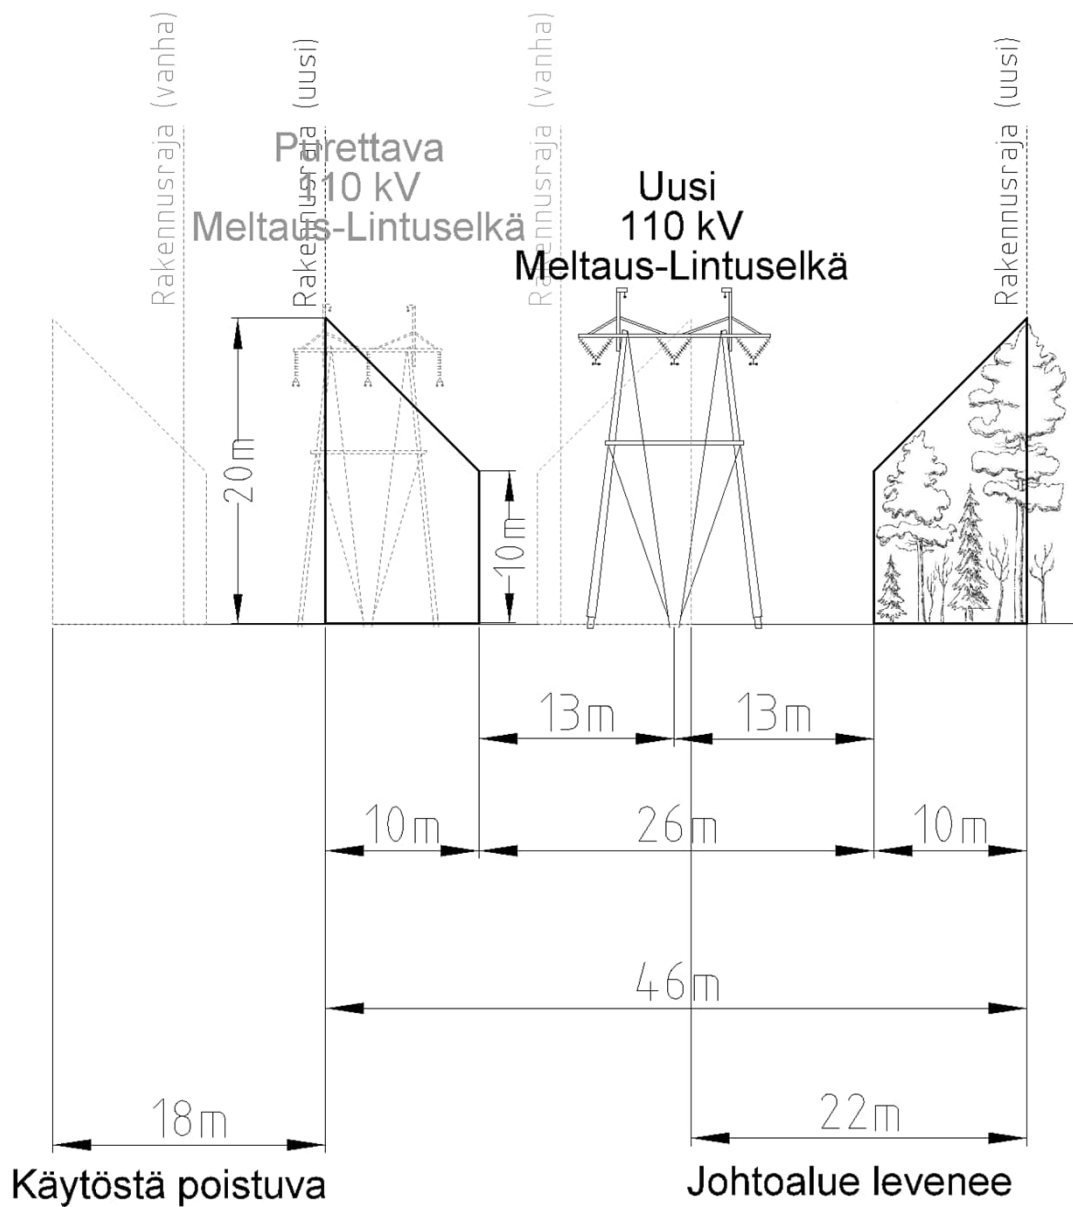 Rakennusraja (vanha)
Rakennusraja (uusi)
Rakennusraja (vanha)
Rakennusraja (uusi)
Purettava
110 kV
Meltaus-Lintuselkä
Uusi
110 kV
Meltaus-Lintuselkä
20m
10m
13m
13m
10m
26m
10m
46m
18m
22m
Käytöstä poistuva
Johtoalue levenee